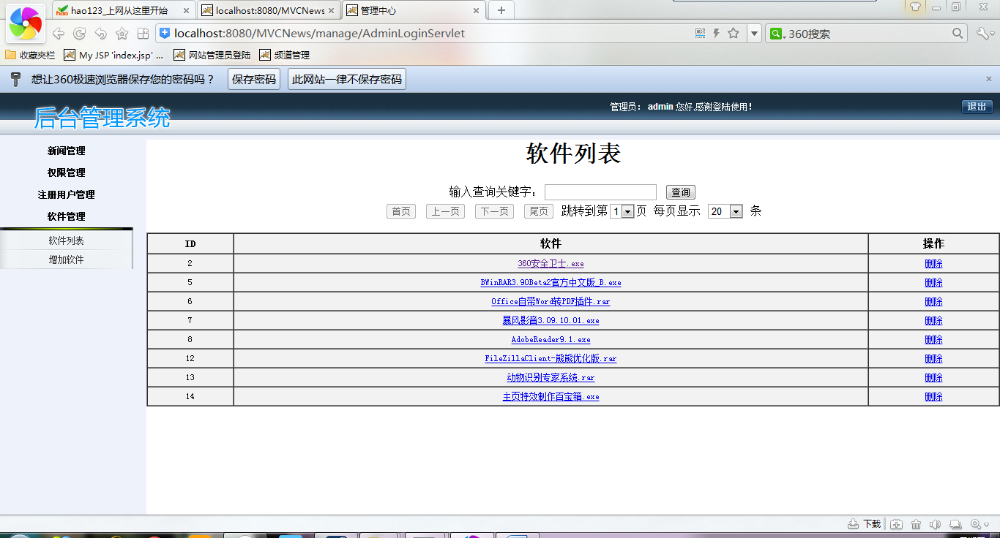 hao123_上网从这里开始
localhost:8080/MVCNews
管理中心
localhost:8080/MVCNews/manage/AdminLoginServlet
360搜索
收藏夹栏 My JSP 'index.jsp' ... 网站管理员登陆 频道管理
想让360极速浏览器保存您的密码吗？ 保存密码 此网站一律不保存密码
后台管理系统
管理员： admin 您好,感谢登陆使用！
退出
新闻管理
权限管理
注册用户管理
软件管理
软件列表
增加软件
软件列表
输入查询关键字： 查询
首页 上一页 下一页 尾页 跳转到第 1 页 每页显示 20 条
ID 软件 操作
2 360安全卫士.exe 删除
5 BWinRAR3.90Beta2官方中文版_B.exe 删除
6 Office自带Word转PDF插件.rar 删除
7 暴风影音3.09.10.01.exe 删除
8 AdobeReader9.1.exe 删除
12 FileZillaClient-熊熊优化版.rar 删除
13 动物识别专家系统.rar 删除
14 主页特效制作百宝箱.exe 删除
下载